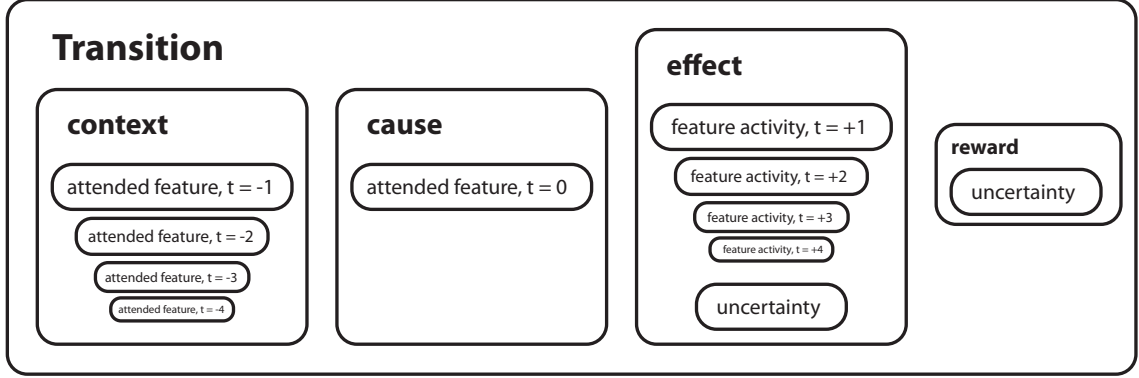 Transition
context
attended feature, t = -1
attended feature, t = -2
attended feature, t = -3
attended feature, t = -4
cause
attended feature, t = 0
effect
feature activity, t = +1
feature activity, t = +2
feature activity, t = +3
feature activity, t = +4
uncertainty
reward
uncertainty